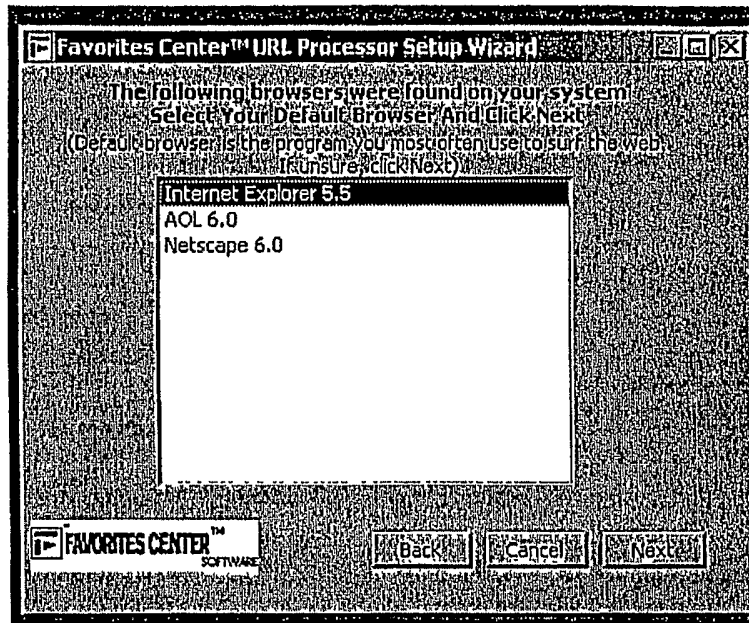 Favorites Center™ URL Processor Setup Wizard
The following browsers were found on your system
Select Your Default Browser And Click Next
(Default browser is the program you most often use to surf the web.
If unsure, click Next)
Internet Explorer 5.5
AOL 6.0
Netscape 6.0
FAVORITES CENTER™
SOFTWARE
Back
Cancel
Next